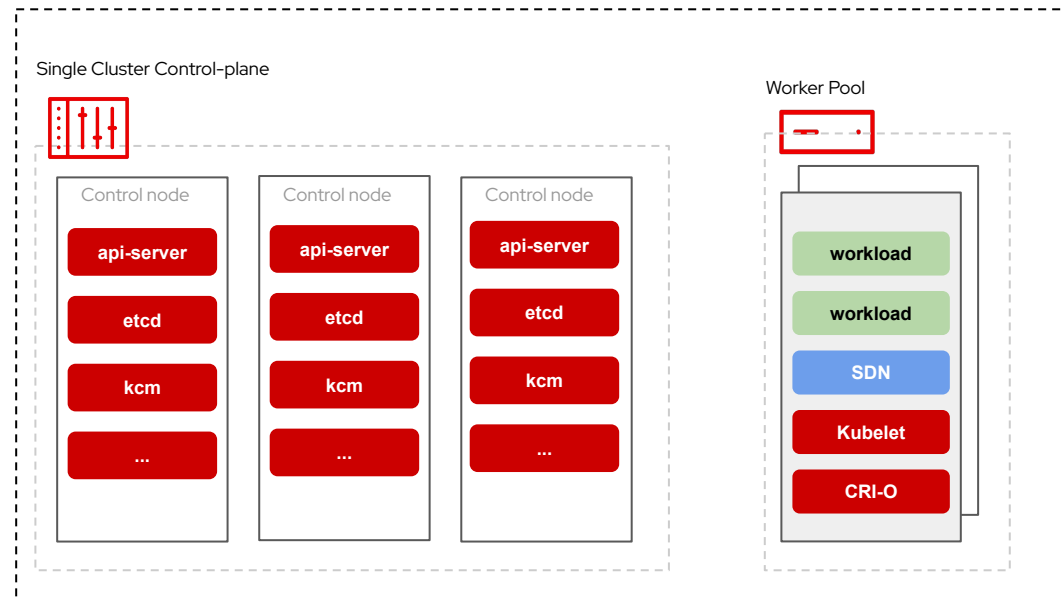 Single Cluster Control-plane
Control node
api-server
etcd
kcm
...
Control node
api-server
etcd
kcm
...
Control node
api-server
etcd
kcm
...
Worker Pool
workload
workload
SDN
Kubelet
CRI-O